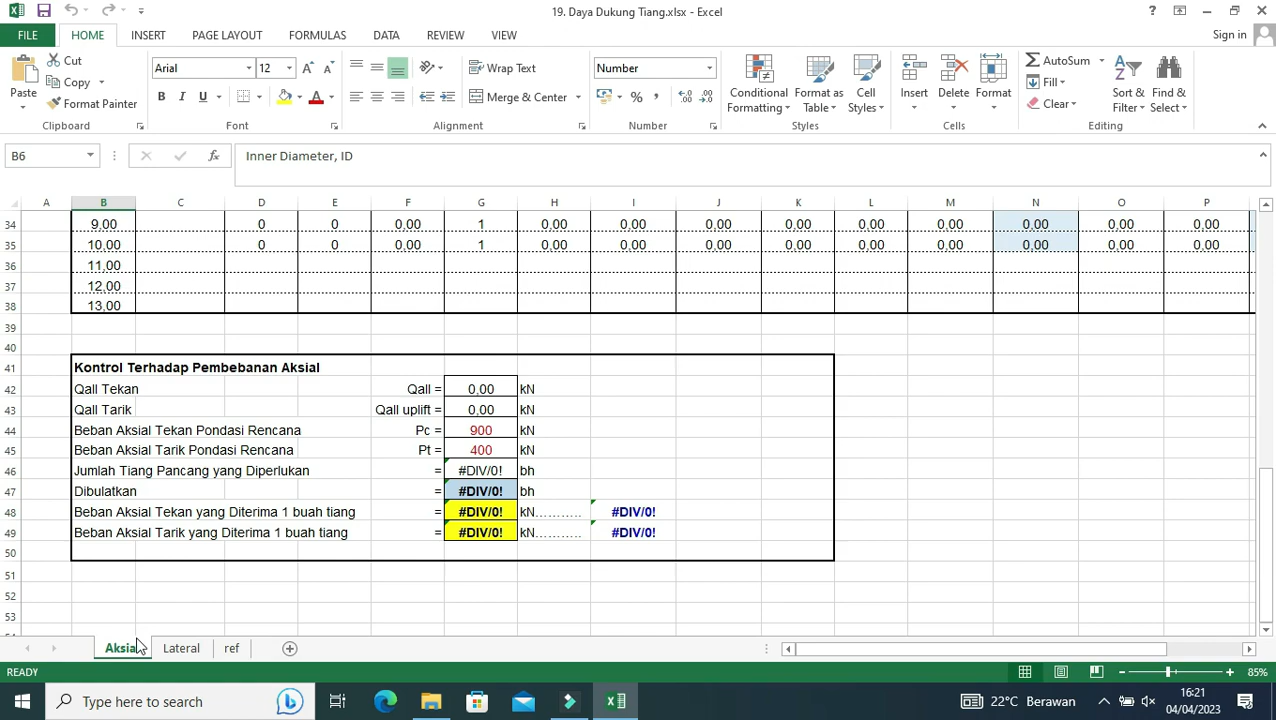 19. Daya Dukung Tiang.xlsx - Excel
FILE HOME INSERT PAGE LAYOUT FORMULAS DATA REVIEW VIEW Sign in
Paste Cut Copy Format Painter
Arial 12
B I U
Wrap Text
Merge & Center
Number
Conditional Formatting Format as Table Cell Styles
Insert Delete Format
AutoSum Fill Clear
Sort & Filter Find & Select
Clipboard Font Alignment Number Styles Cells Editing
B6 Inner Diameter, ID
A B C D E F G H I J K L M N O P
34 9,00 0 0 0,00 1 0,00 0,00 0,00 0,00 0,00 0,00 0,00 0,00 0,00
35 10,00 0 0 0,00 1 0,00 0,00 0,00 0,00 0,00 0,00 0,00 0,00 0,00
36 11,00
37 12,00
38 13,00
39
40
41 Kontrol Terhadap Pembebanan Aksial
42 Qall Tekan Qall = 0,00 kN
43 Qall Tarik Qall uplift = 0,00 kN
44 Beban Aksial Tekan Pondasi Rencana Pc = 900 kN
45 Beban Aksial Tarik Pondasi Rencana Pt = 400 kN
46 Jumlah Tiang Pancang yang Diperlukan = #DIV/0! bh
47 Dibulatkan = #DIV/0! bh
48 Beban Aksial Tekan yang Diterima 1 buah tiang = #DIV/0! kN……….. #DIV/0!
49 Beban Aksial Tarik yang Diterima 1 buah tiang = #DIV/0! kN……….. #DIV/0!
50
51
52
53
Aksial Lateral ref
READY 85%
Type here to search 22°C Berawan 16:21
04/04/2023